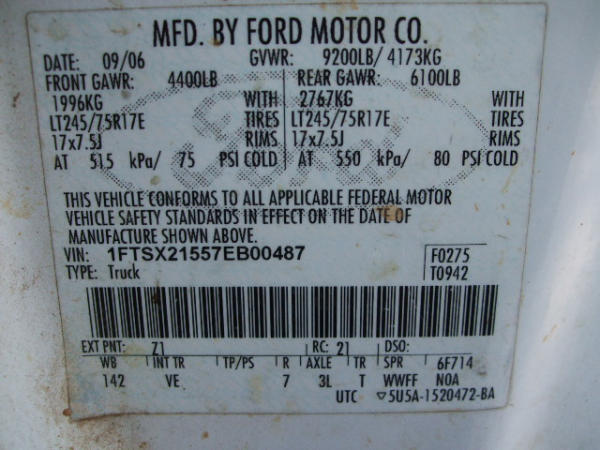 MFD. BY FORD MOTOR CO.
DATE: 09/06 GVWR: 9200LB/ 4173KG
FRONT GAWR: 4400LB REAR GAWR: 6100LB
1996KG WITH 2767KG WITH
LT245/75R17E TIRES LT245/75R17E TIRES
17x7.5J RIMS 17x7.5J RIMS
AT 515 kPa/ 75 PSI COLD AT 550 kPa/ 80 PSI COLD
THIS VEHICLE CONFORMS TO ALL APPLICABLE FEDERAL MOTOR
VEHICLE SAFETY STANDARDS IN EFFECT ON THE DATE OF
MANUFACTURE SHOWN ABOVE.
VIN: 1FTSX21557EB00487 F0275
TYPE: Truck T0942
EXT PNT: Z1 RC: 21 DSO:
WB INT TR TP/PS R AXLE TR SPR 6F714
142 VE 7 3L T WWFF N0A
UTC ▽5U5A-1520472-BA